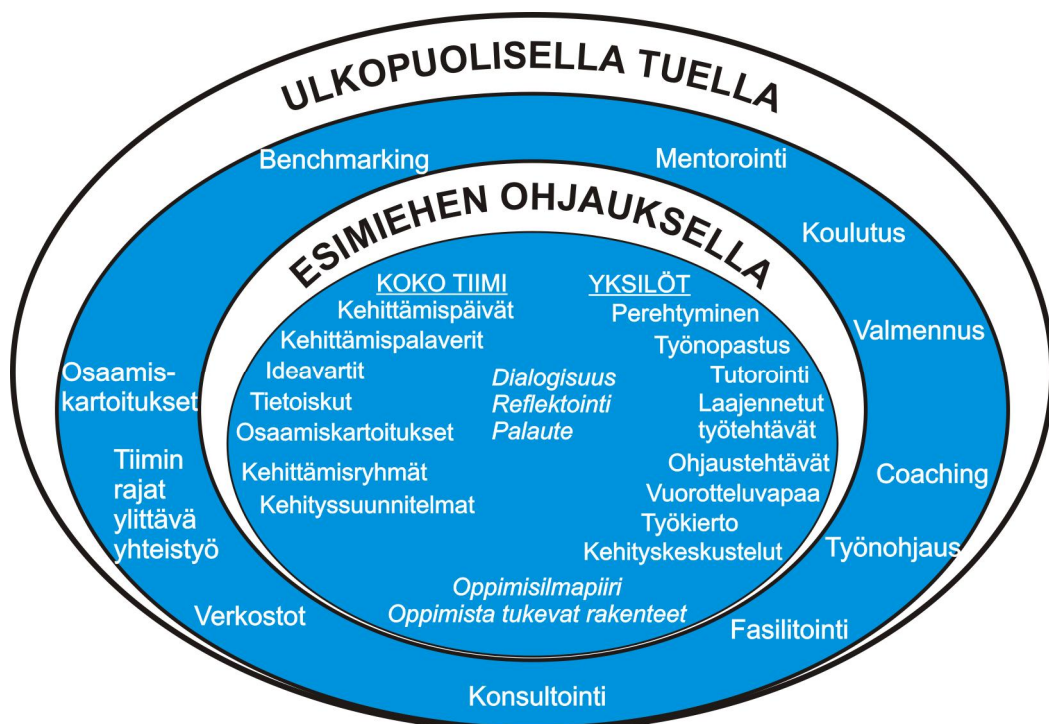 ULKOPUOLISELLA TUELLA
Benchmarking
Mentorointi
Koulutus
Valmennus
Coaching
Työnohjaus
Fasilitointi
Konsultointi
Verkostot
Tiimin
rajat
ylittävä
yhteistyö
Osaamis-
kartoitukset
ESIMIEHEN OHJAUKSELLA
KOKO TIIMI
Kehittämispäivät
Kehittämispalaverit
Ideavartit
Tietoiskut
Osaamiskartoitukset
Kehittämisryhmät
Kehityssuunnitelmat
Dialogisuus
Reflektointi
Palaute
YKSILÖT
Perehtyminen
Työnopastus
Tutorointi
Laajennetut
työtehtävät
Ohjaustehtävät
Vuorotteluvapaa
Työkierto
Kehityskeskustelut
Oppimisilmapiiri
Oppimista tukevat rakenteet